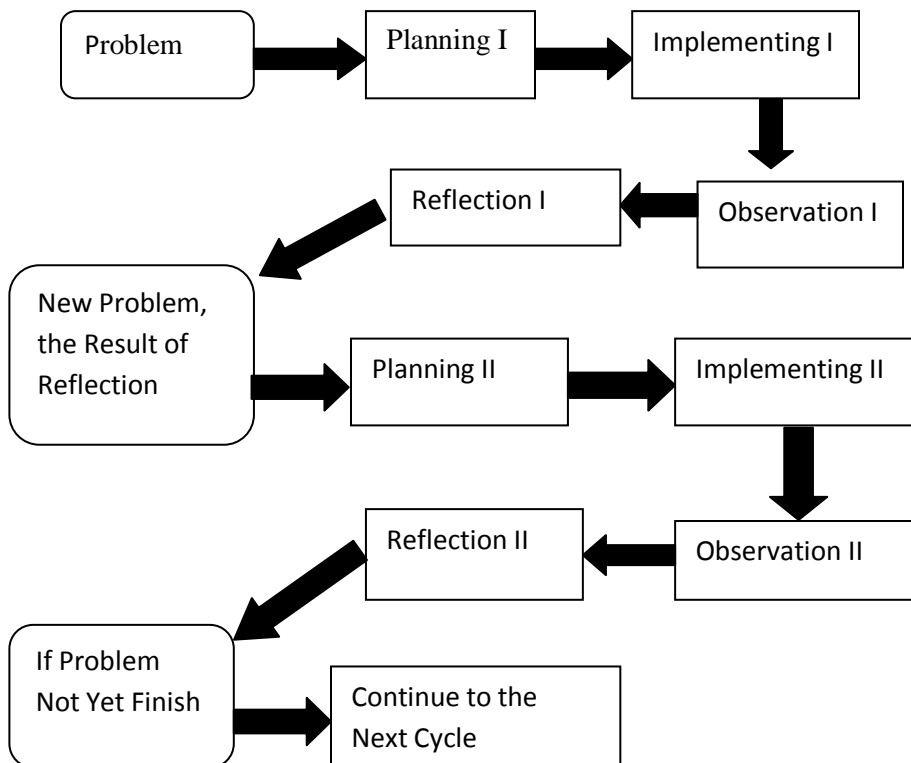 Problem
Planning I
Implementing I
Reflection I
Observation I
New Problem,
the Result of
Reflection
Planning II
Implementing II
Reflection II
Observation II
If Problem
Not Yet Finish
Continue to the
Next Cycle